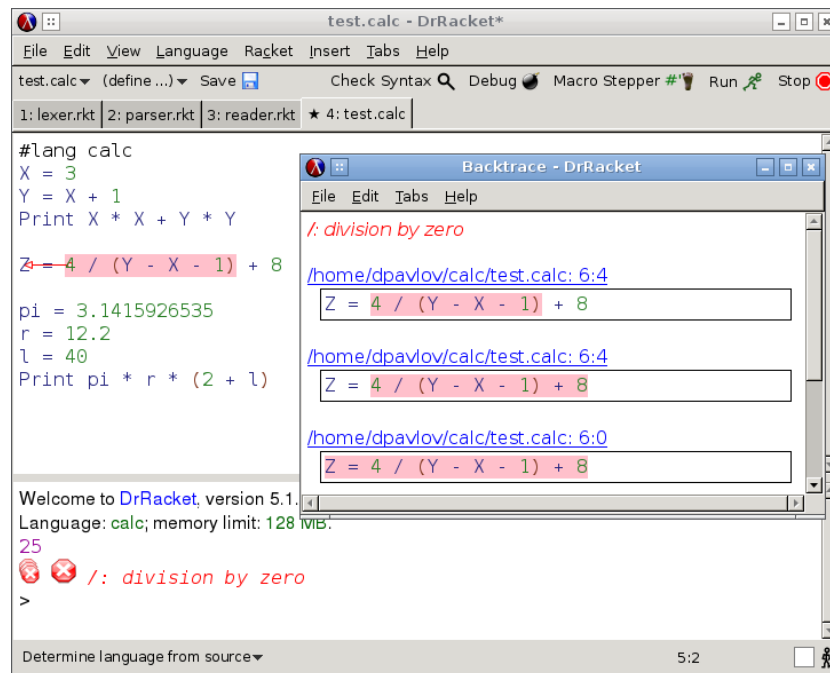 test.calc - DrRacket*
File Edit View Language Racket Insert Tabs Help
test.calc (define ...) Save Check Syntax Debug Macro Stepper #' Run Stop
1: lexer.rkt 2: parser.rkt 3: reader.rkt ★ 4: test.calc
#lang calc
X = 3
Y = X + 1
Print X * X + Y * Y
Z = 4 / (Y - X - 1) + 8
pi = 3.1415926535
r = 12.2
l = 40
Print pi * r * (2 + l)
Backtrace - DrRacket
File Edit Tabs Help
/: division by zero
/home/dpavlov/calc/test.calc: 6:4
Z = 4 / (Y - X - 1) + 8
/home/dpavlov/calc/test.calc: 6:4
Z = 4 / (Y - X - 1) + 8
/home/dpavlov/calc/test.calc: 6:0
Z = 4 / (Y - X - 1) + 8
Welcome to DrRacket, version 5.1.
Language: calc; memory limit: 128 MB.
25
/: division by zero
>
Determine language from source 5:2